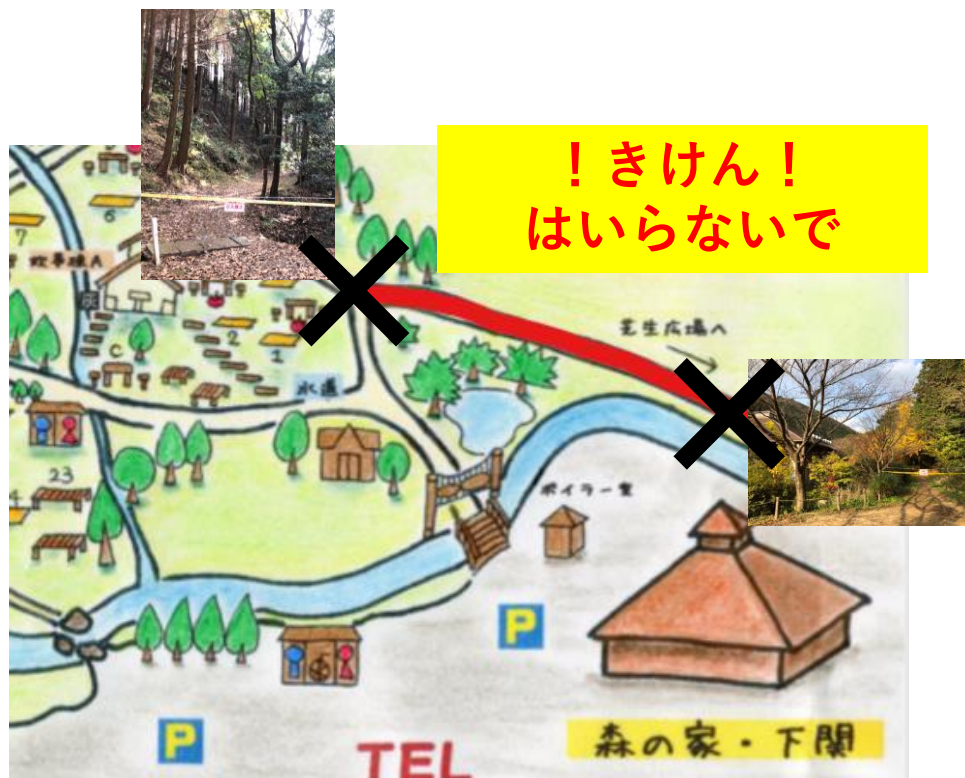 ！きけん！
はいらないで
6
7
炊事棟A
2
1
C
水道
芝生広場へ
23
ボイラー室
P
P
森の家・下関
TEL